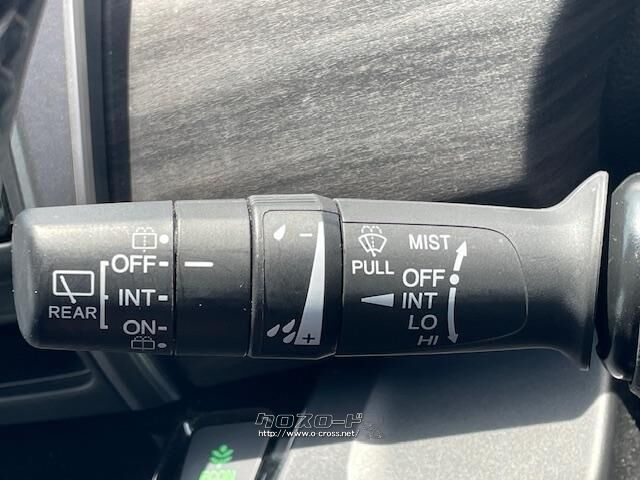 OFF
INT
ON
REAR
−
+
PULL
MIST
OFF
INT
LO
HI
クロスロード
http://www.o-cross.net/
ECON